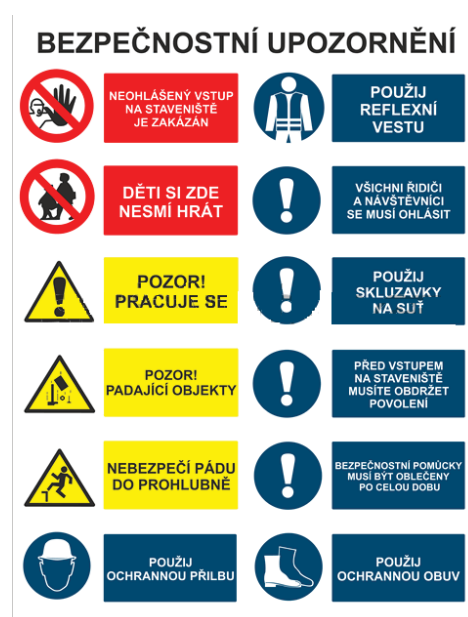 BEZPEČNOSTNÍ UPOZORNĚNÍ
NEOHLÁŠENÝ VSTUP
NA STAVENIŠTĚ
JE ZAKÁZÁN
POUŽIJ
REFLEXNÍ
VESTU
DĚTI SI ZDE
NESMÍ HRÁT
VŠICHNI ŘIDIČI
A NÁVŠTĚVNÍCI
SE MUSÍ OHLÁSIT
POZOR!
PRACUJE SE
POUŽIJ
SKLUZAVKY
NA SUŤ
POZOR!
PADAJÍCÍ OBJEKTY
PŘED VSTUPEM
NA STAVENIŠTĚ
MUSÍTE OBDRŽET
POVOLENÍ
NEBEZPEČÍ PÁDU
DO PROHLUBNĚ
BEZPEČNOSTNÍ POMŮCKY
MUSÍ BÝT OBLEČENY
PO CELOU DOBU
POUŽIJ
OCHRANNOU PŘILBU
POUŽIJ
OCHRANNOU OBUV